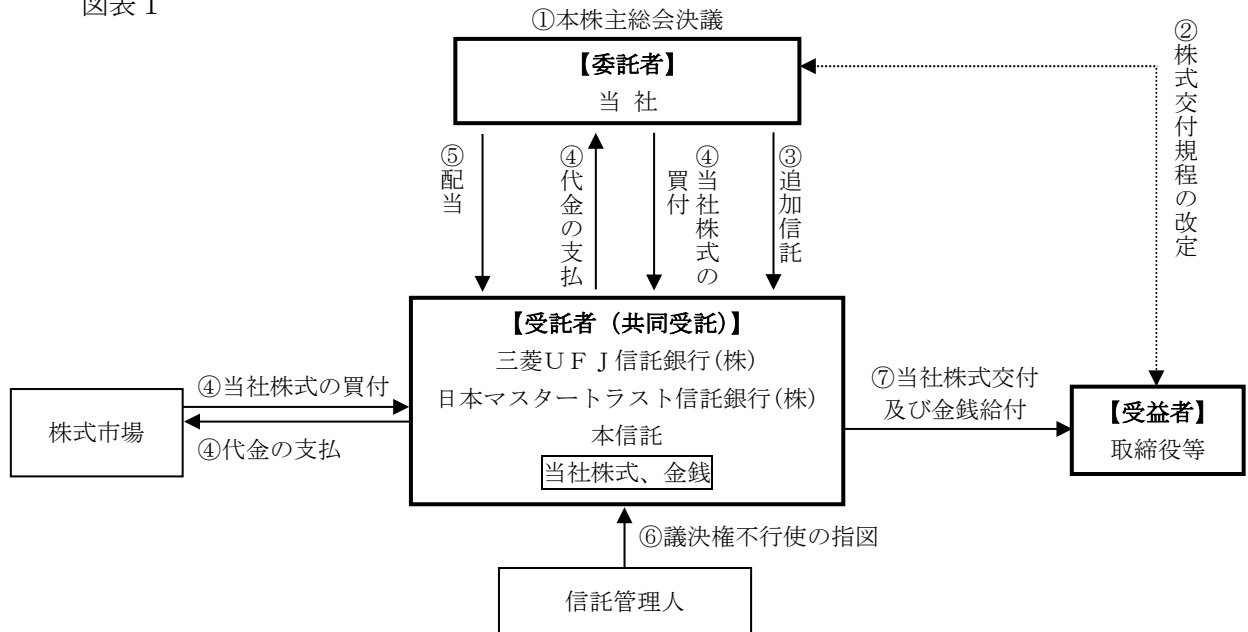 図表１
①本株主総会決議
【委託者】
当 社
②株式交付規程の改定
⑤配当
④代金の支払
④当社株式の
買付
③追加信託
【受託者（共同受託）】
三菱ＵＦＪ信託銀行(株)
日本マスタートラスト信託銀行(株)
本信託
当社株式、金銭
④当社株式の買付
株式市場
④代金の支払
⑦当社株式交付
及び金銭給付
【受益者】
取締役等
⑥議決権不行使の指図
信託管理人